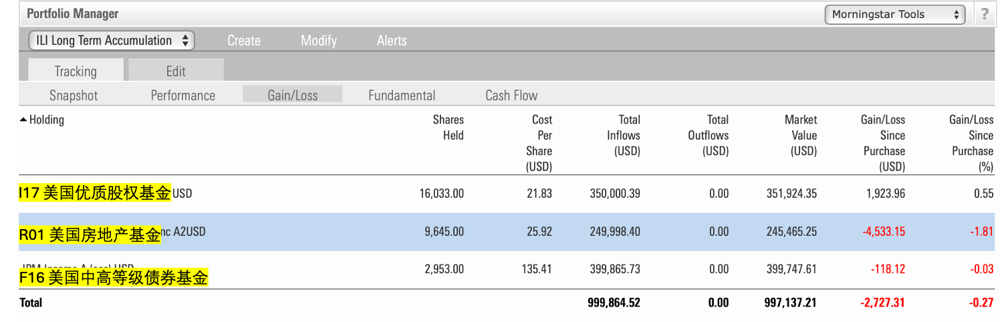 Portfolio Manager
Morningstar Tools
?
ILI Long Term Accumulation
Create
Modify
Alerts
Tracking
Edit
Snapshot
Performance
Gain/Loss
Fundamental
Cash Flow
Holding
Shares Held
Cost Per Share (USD)
Total Inflows (USD)
Total Outflows (USD)
Market Value (USD)
Gain/Loss Since Purchase (USD)
Gain/Loss Since Purchase (%)
I17 美国优质股权基金 USD 16,033.00 21.83 350,000.39 0.00 351,924.35 1,923.96 0.55
R01 美国房地产基金 nc A2USD 9,645.00 25.92 249,998.40 0.00 245,465.25 -4,533.15 -1.81
F16 美国中高等级债券基金 2,953.00 135.41 399,865.73 0.00 399,747.61 -118.12 -0.03
Total 999,864.52 0.00 997,137.21 -2,727.31 -0.27